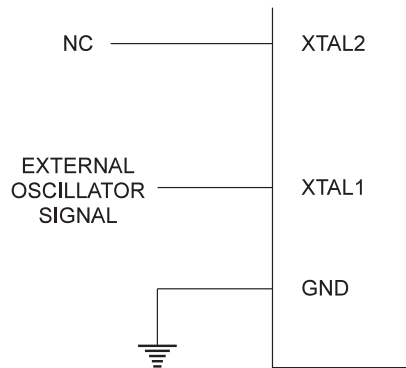 NC XTAL2
EXTERNAL
OSCILLATOR XTAL1
SIGNAL
GND